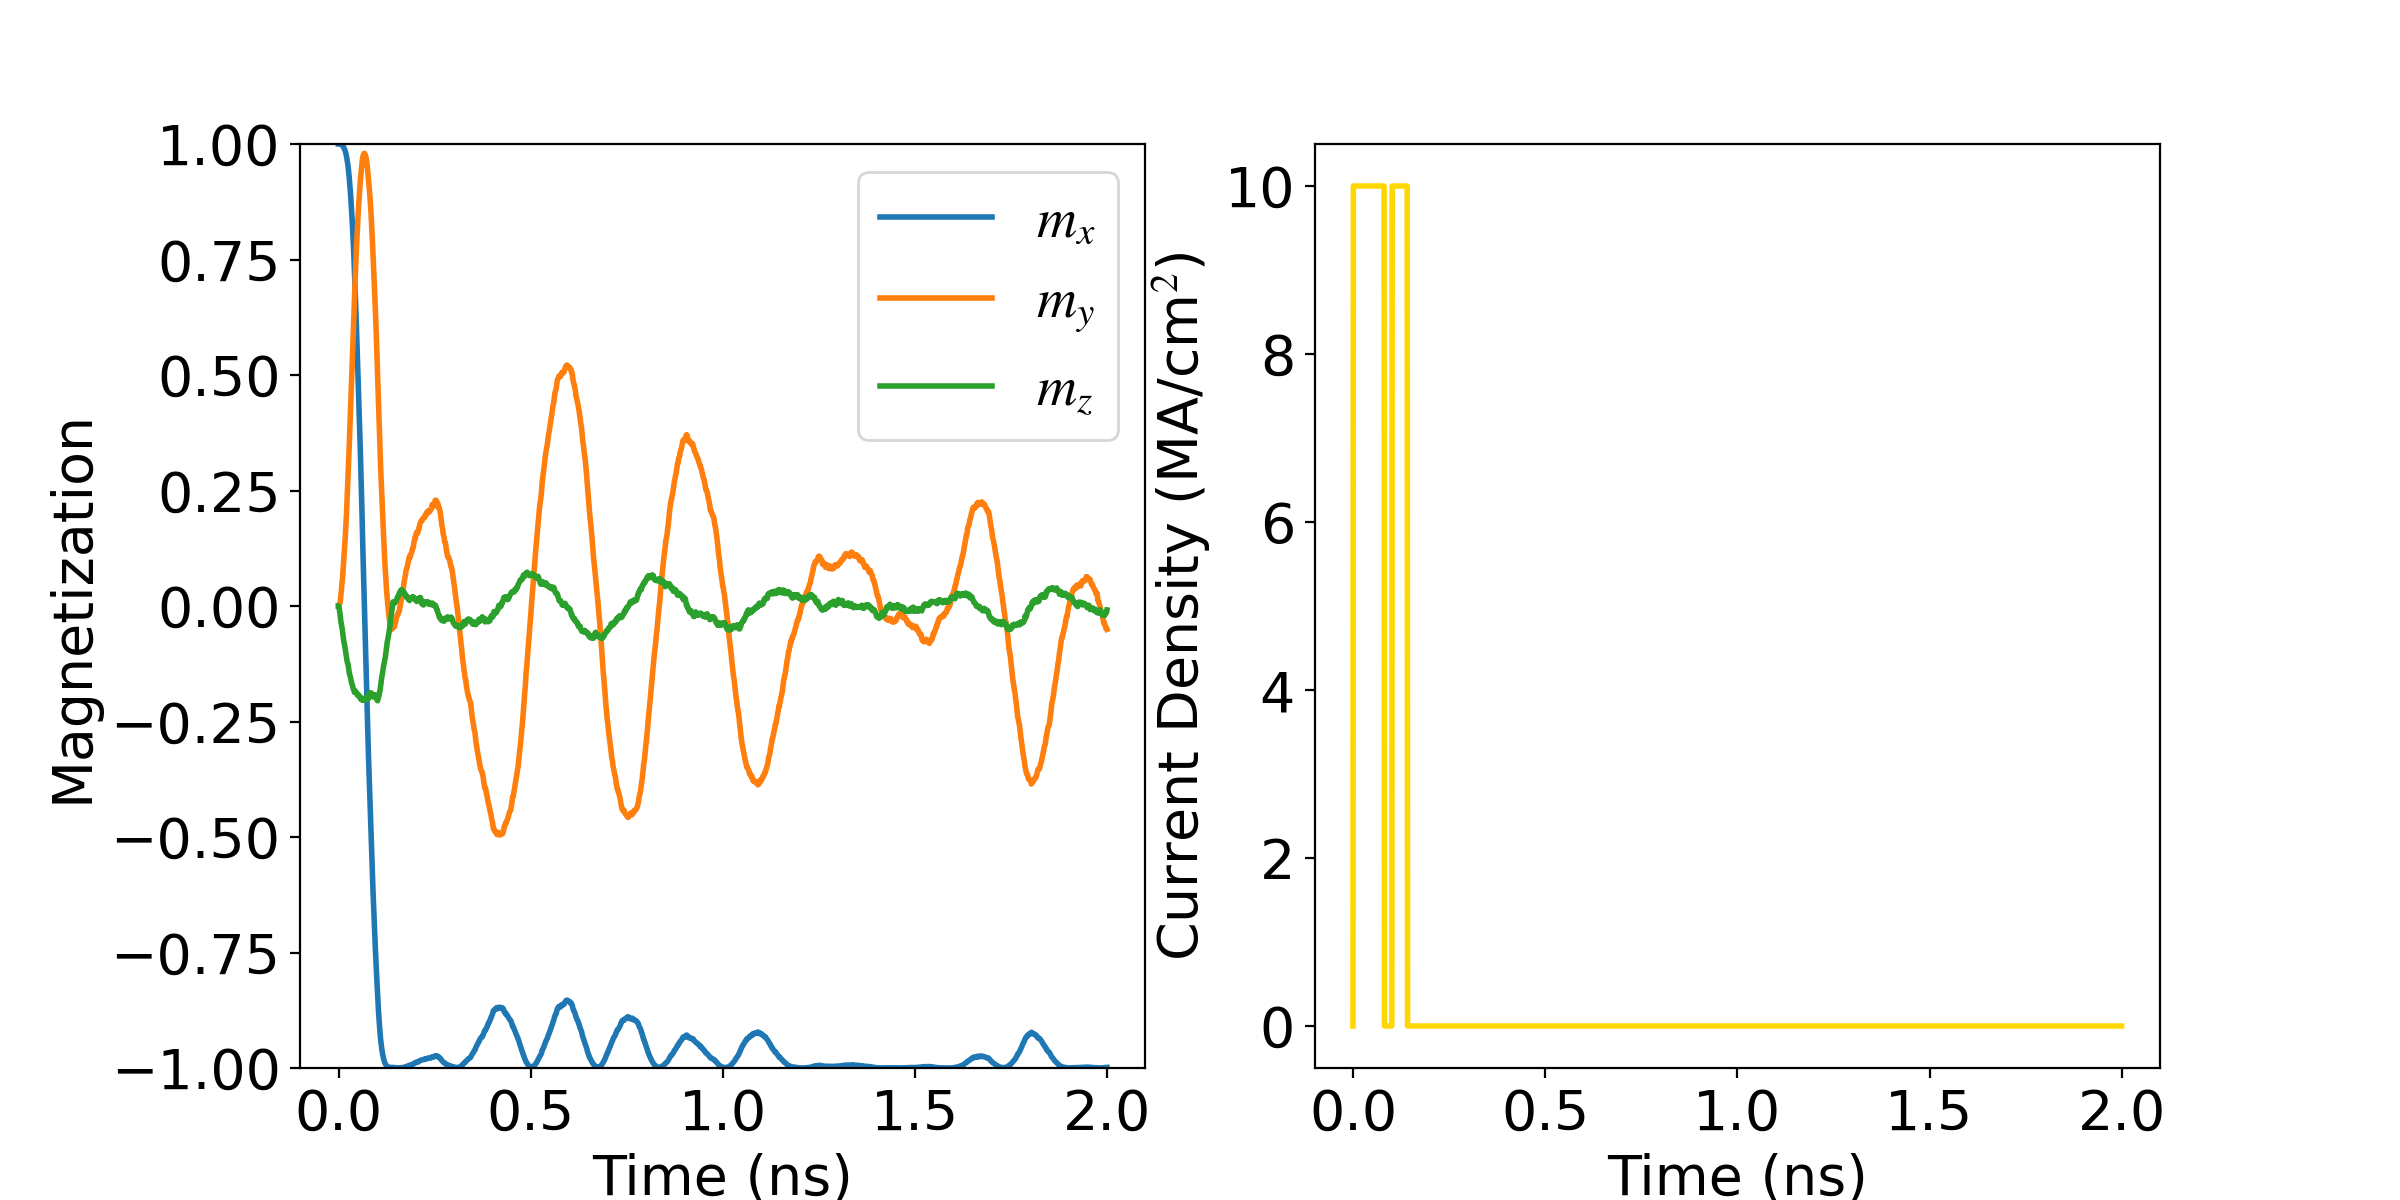 1.00
0.75
0.50
0.25
0.00
−0.25
−0.50
−0.75
−1.00
Magnetization
0.0 0.5 1.0 1.5 2.0
Time (ns)
m_x
m_y
m_z
10
8
6
4
2
0
Current Density (MA/cm²)
0.0 0.5 1.0 1.5 2.0
Time (ns)